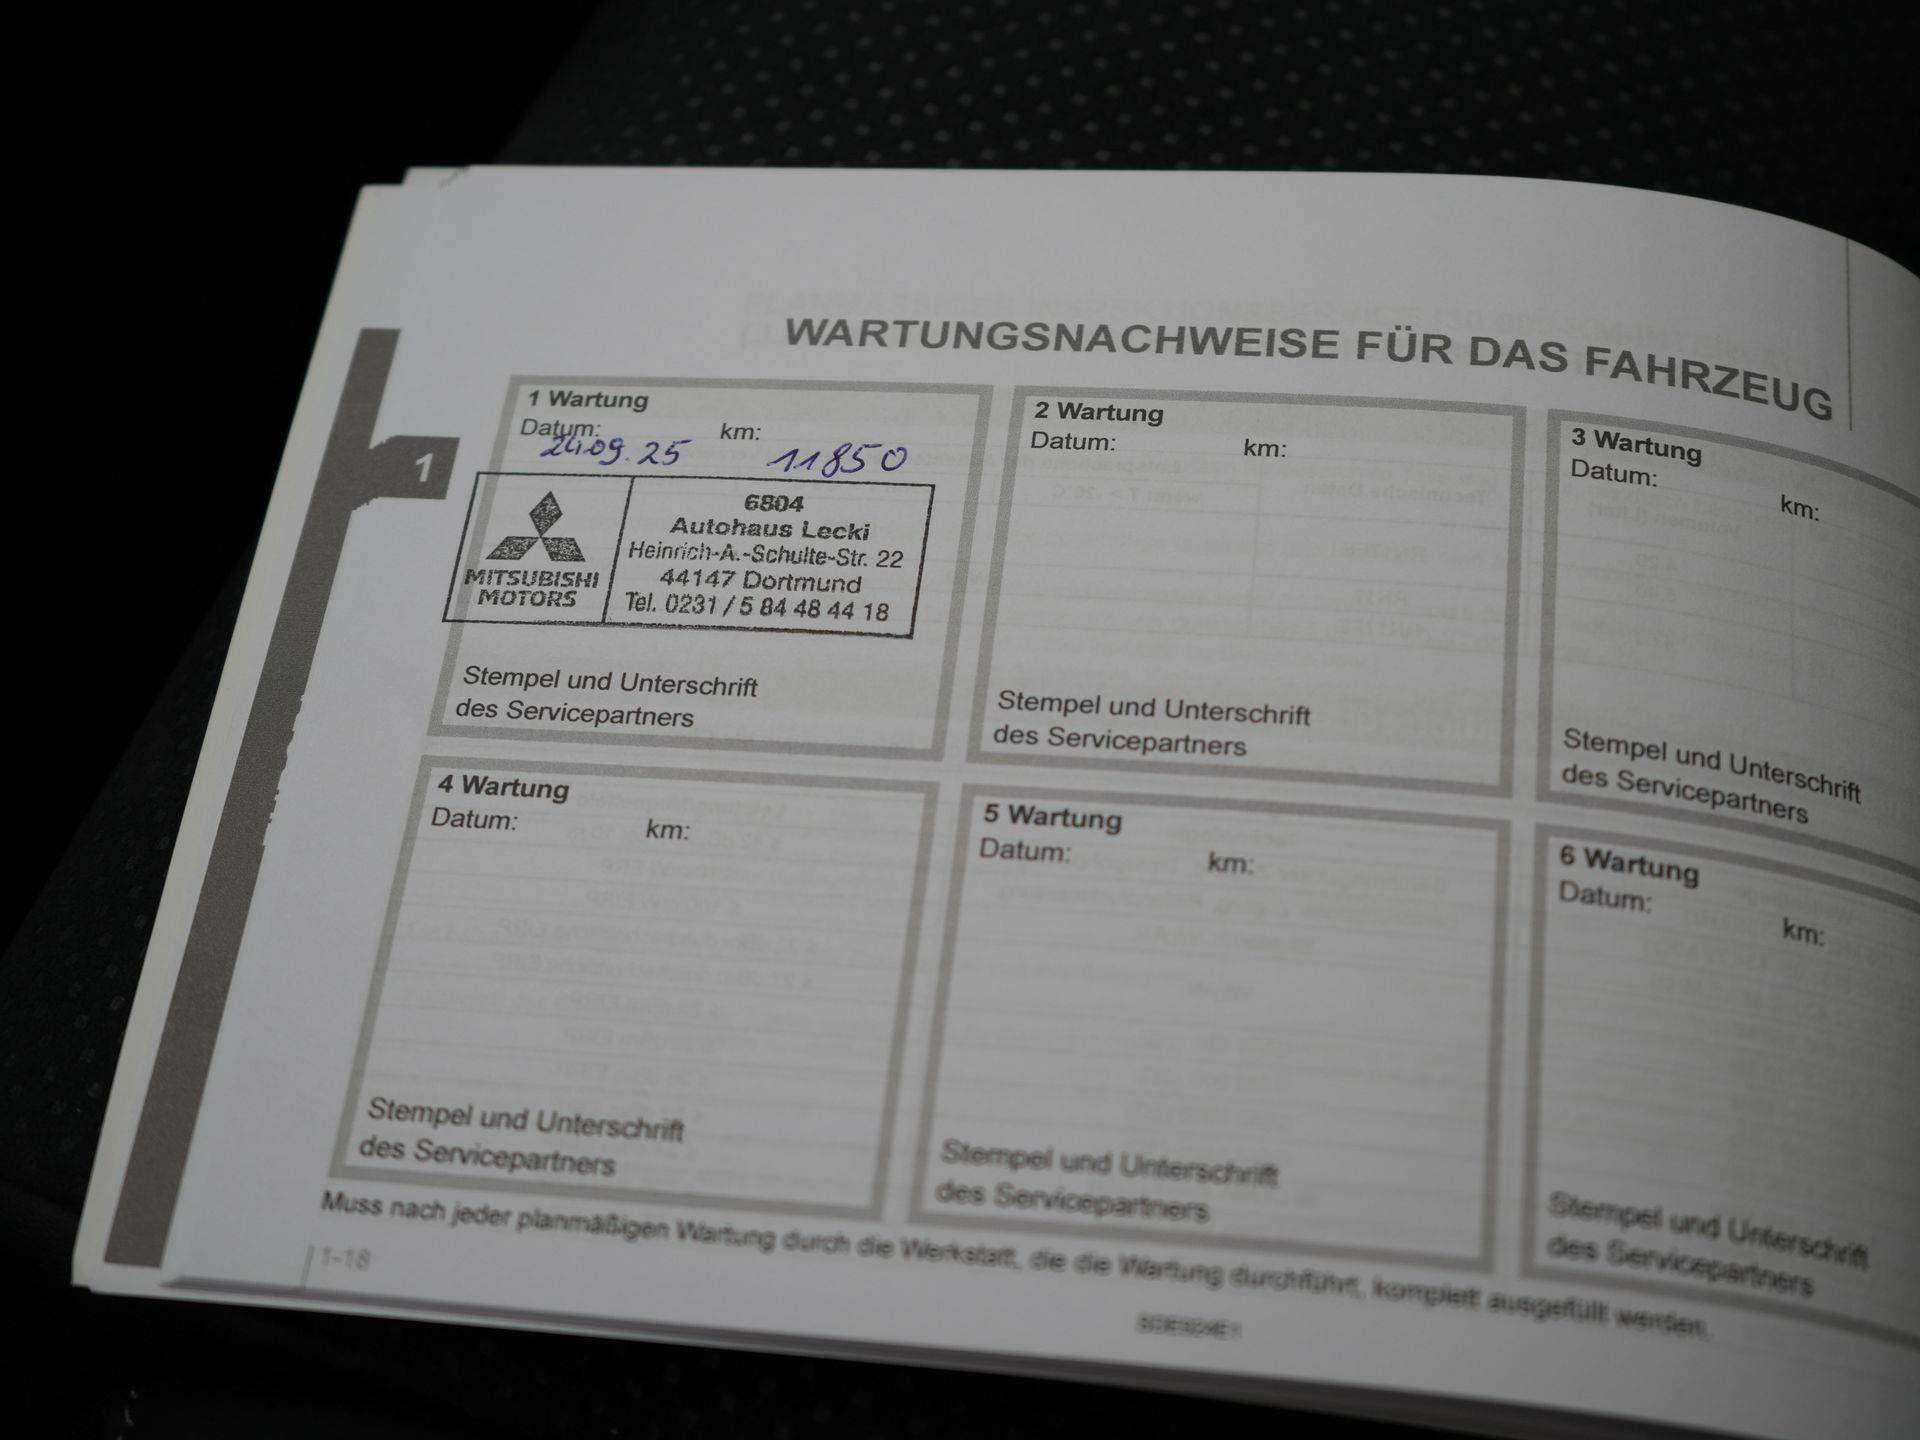 WARTUNGSNACHWEISE FÜR DAS FAHRZEUG
1
1 Wartung
Datum: km:
24.09.25 11850
MITSUBISHI
MOTORS
6804
Autohaus Lecki
Heinrich-A.-Schulte-Str. 22
44147 Dortmund
Tel. 0231 / 5 84 48 44 18
Stempel und Unterschrift
des Servicepartners
2 Wartung
Datum: km:
Stempel und Unterschrift
des Servicepartners
3 Wartung
Datum: km:
Stempel und Unterschrift
des Servicepartners
4 Wartung
Datum: km:
Stempel und Unterschrift
des Servicepartners
5 Wartung
Datum: km:
Stempel und Unterschrift
des Servicepartners
6 Wartung
Datum: km:
Stempel und Unterschrift
des Servicepartners
Muss nach jeder planmäßigen Wartung durch die Werkstatt, die die Wartung durchführt, komplett ausgefüllt werden.
1-18